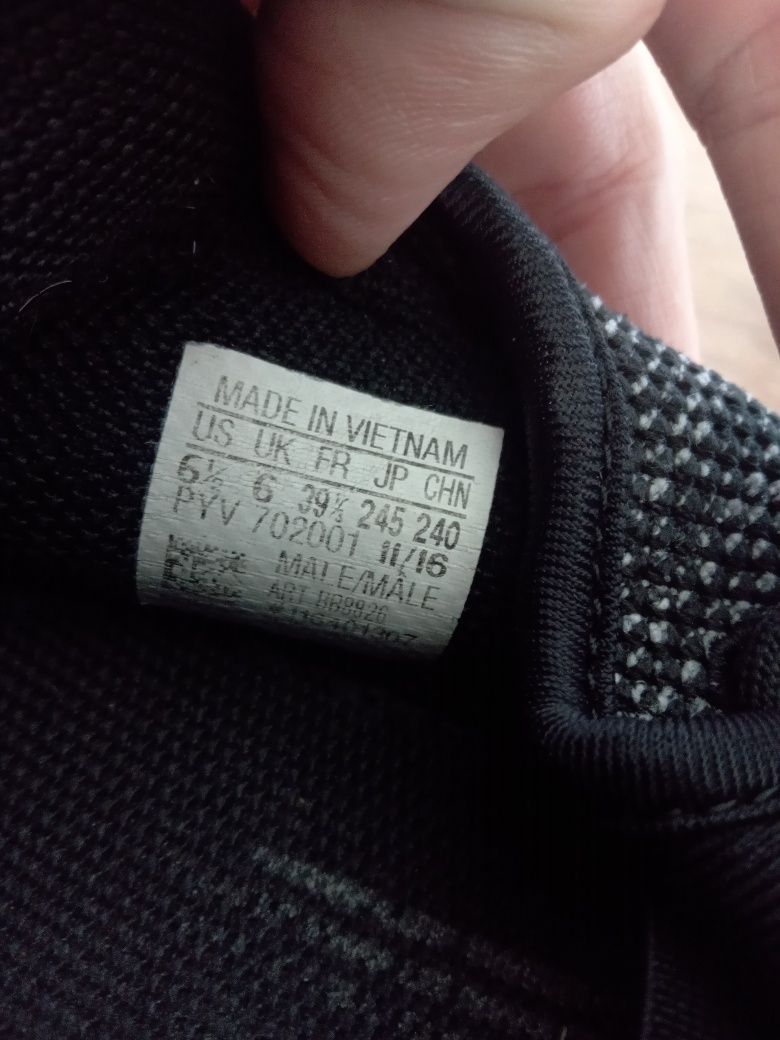 MADE IN VIETNAM
US UK FR JP CHN
6½ 6 39⅓ 245 240
PYV 702001 11/16
MALE/MÂLE
ART